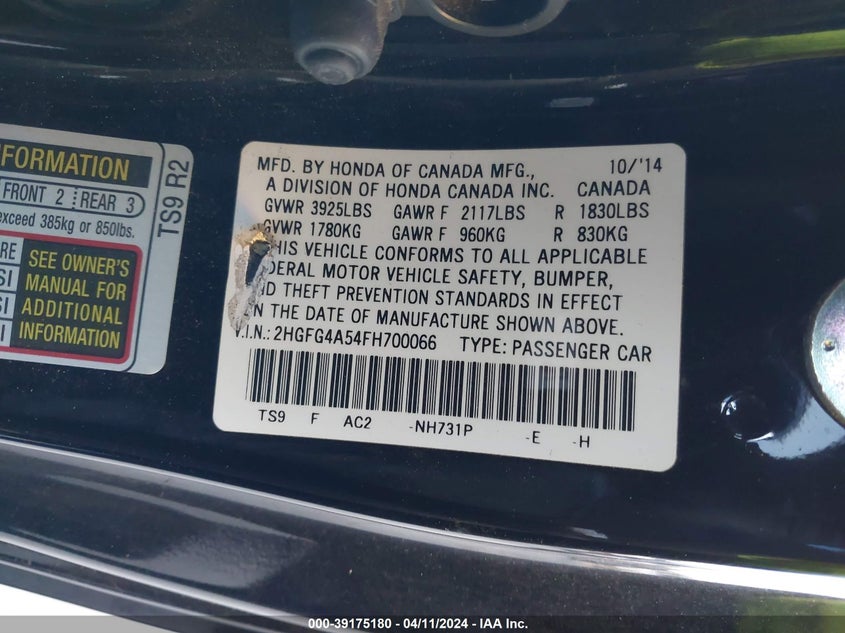 FORMATION
FRONT 2 REAR 3
exceed 385kg or 850lbs.
SEE OWNER'S
MANUAL FOR
ADDITIONAL
INFORMATION
TS9 R2
MFD. BY HONDA OF CANADA MFG., 10/'14
A DIVISION OF HONDA CANADA INC. CANADA
GVWR 3925LBS GAWR F 2117LBS R 1830LBS
GVWR 1780KG GAWR F 960KG R 830KG
HIS VEHICLE CONFORMS TO ALL APPLICABLE
DERAL MOTOR VEHICLE SAFETY, BUMPER,
ND THEFT PREVENTION STANDARDS IN EFFECT
ON THE DATE OF MANUFACTURE SHOWN ABOVE.
V.I.N.: 2HGFG4A54FH700066 TYPE: PASSENGER CAR
TS9 F AC2 -NH731P -E -H
000-39175180 - 04/11/2024 - IAA Inc.